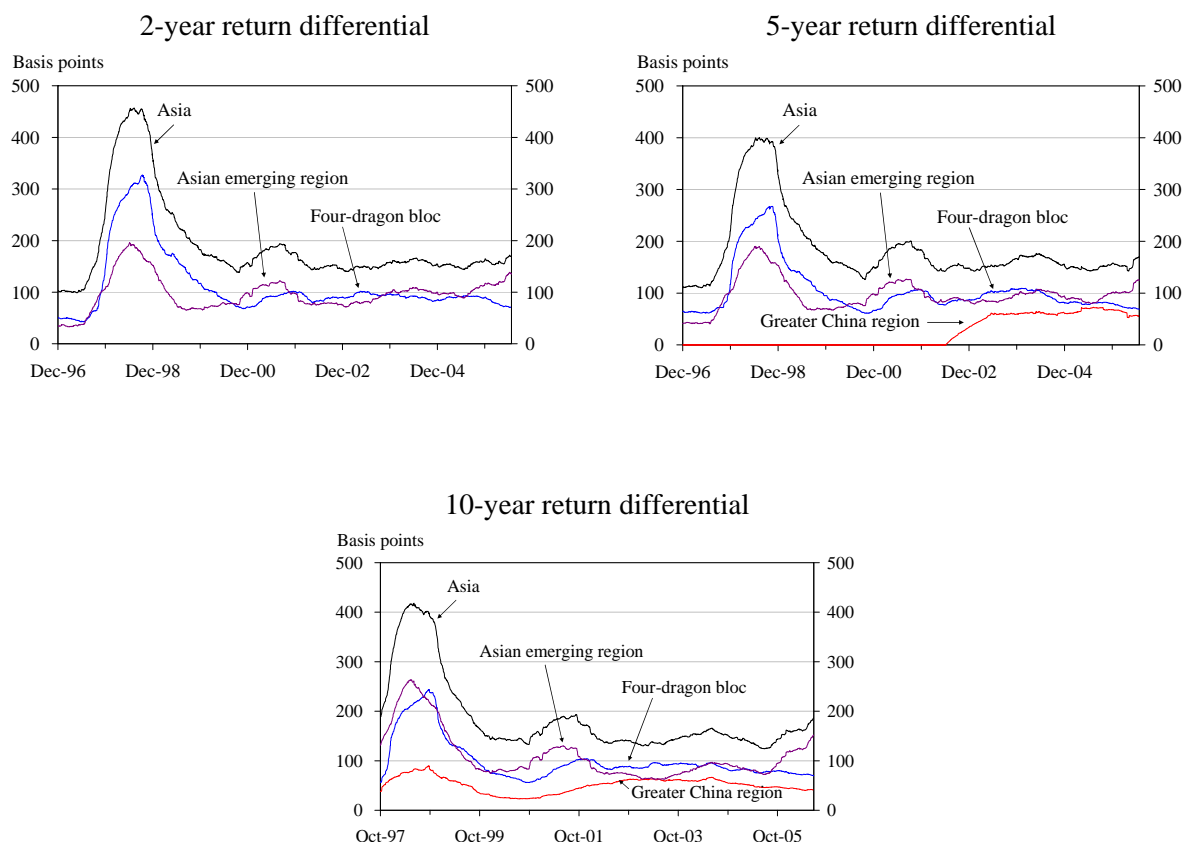 2-year return differential
Basis points
500 500
400 400
300 300
200 200
100 100
0 0
Asia
Asian emerging region
Four-dragon bloc
Dec-96 Dec-98 Dec-00 Dec-02 Dec-04
5-year return differential
Basis points
500 500
400 400
300 300
200 200
100 100
0 0
Asia
Asian emerging region
Four-dragon bloc
Greater China region
Dec-96 Dec-98 Dec-00 Dec-02 Dec-04
10-year return differential
Basis points
500 500
400 400
300 300
200 200
100 100
0 0
Asia
Asian emerging region
Four-dragon bloc
Greater China region
Oct-97 Oct-99 Oct-01 Oct-03 Oct-05